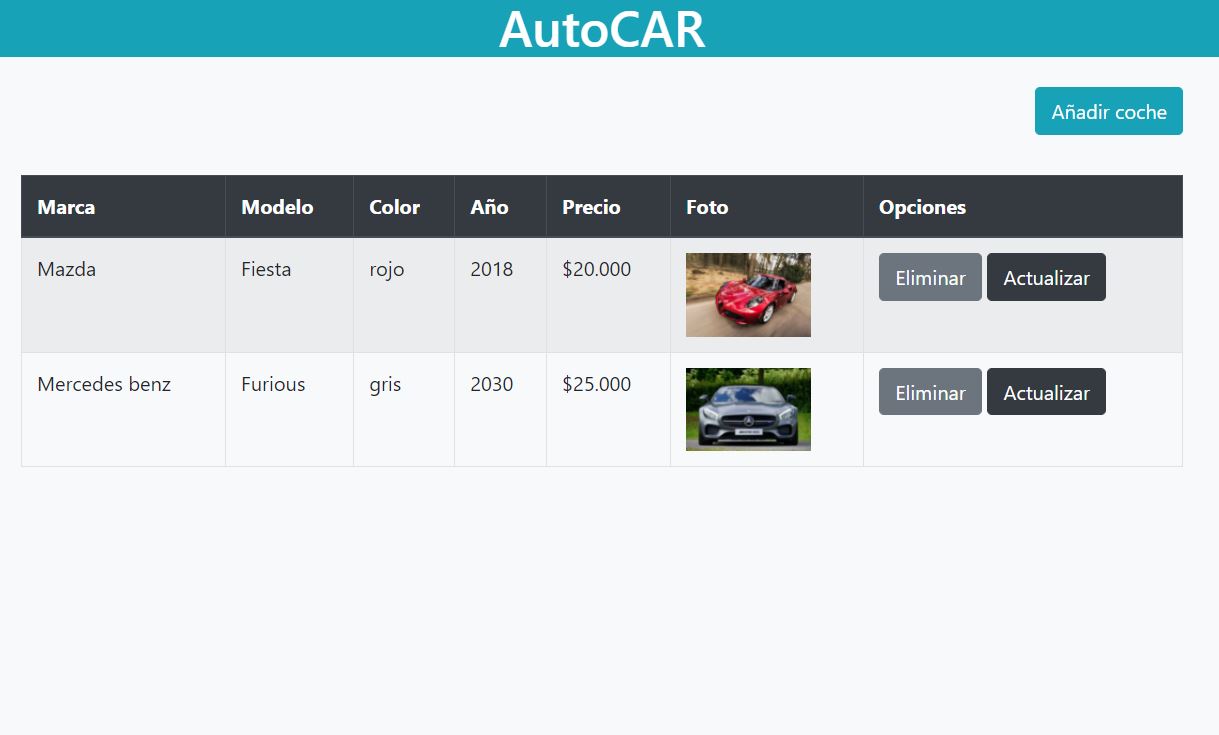 AutoCAR
Añadir coche
Marca Modelo Color Año Precio Foto Opciones
Mazda Fiesta rojo 2018 $20.000 Eliminar Actualizar
Mercedes benz Furious gris 2030 $25.000 Eliminar Actualizar